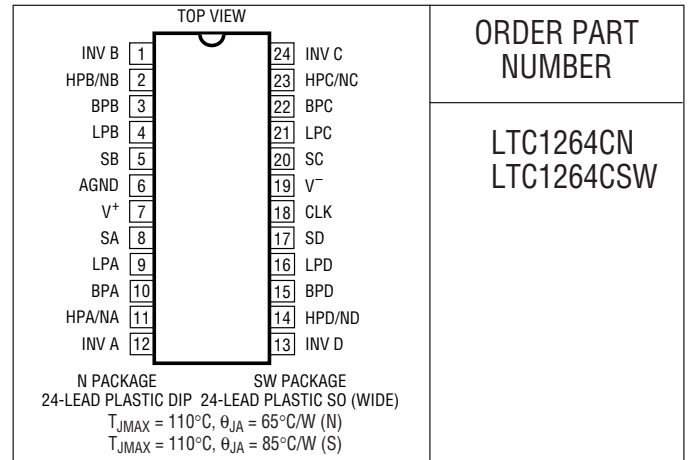 TOP VIEW
INV B 1
HPB/NB 2
BPB 3
LPB 4
SB 5
AGND 6
V+ 7
SA 8
LPA 9
BPA 10
HPA/NA 11
INV A 12
24 INV C
23 HPC/NC
22 BPC
21 LPC
20 SC
19 V–
18 CLK
17 SD
16 LPD
15 BPD
14 HPD/ND
13 INV D
N PACKAGE
24-LEAD PLASTIC DIP
SW PACKAGE
24-LEAD PLASTIC SO (WIDE)
TJMAX = 110°C, θJA = 65°C/W (N)
TJMAX = 110°C, θJA = 85°C/W (S)
ORDER PART
NUMBER
LTC1264CN
LTC1264CSW